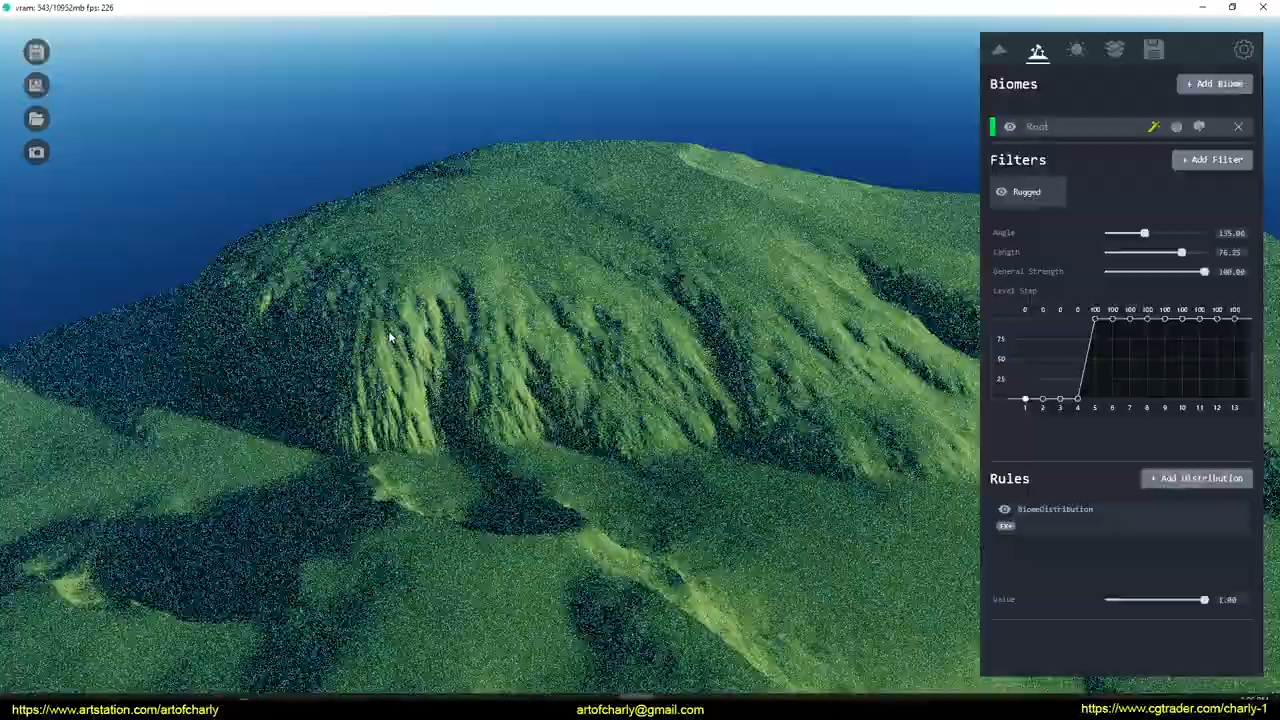 vram: 543/19952mb fps: 226
Biomes
+ Add Biome
Root
Filters
+ Add Filter
Rugged
Angle 135.00
Length 76.25
General Strength 100.00
Level Step
0 0 0 0 100 100 100 100 100 100 100 100 100
75
50
25
1 2 3 4 5 6 7 8 9 10 11 12 13
Rules
+ Add Distribution
BiomeDistribution
Value 1.00
https://www.artstation.com/artofcharly
artofcharly@gmail.com
https://www.cgtrader.com/charly-1